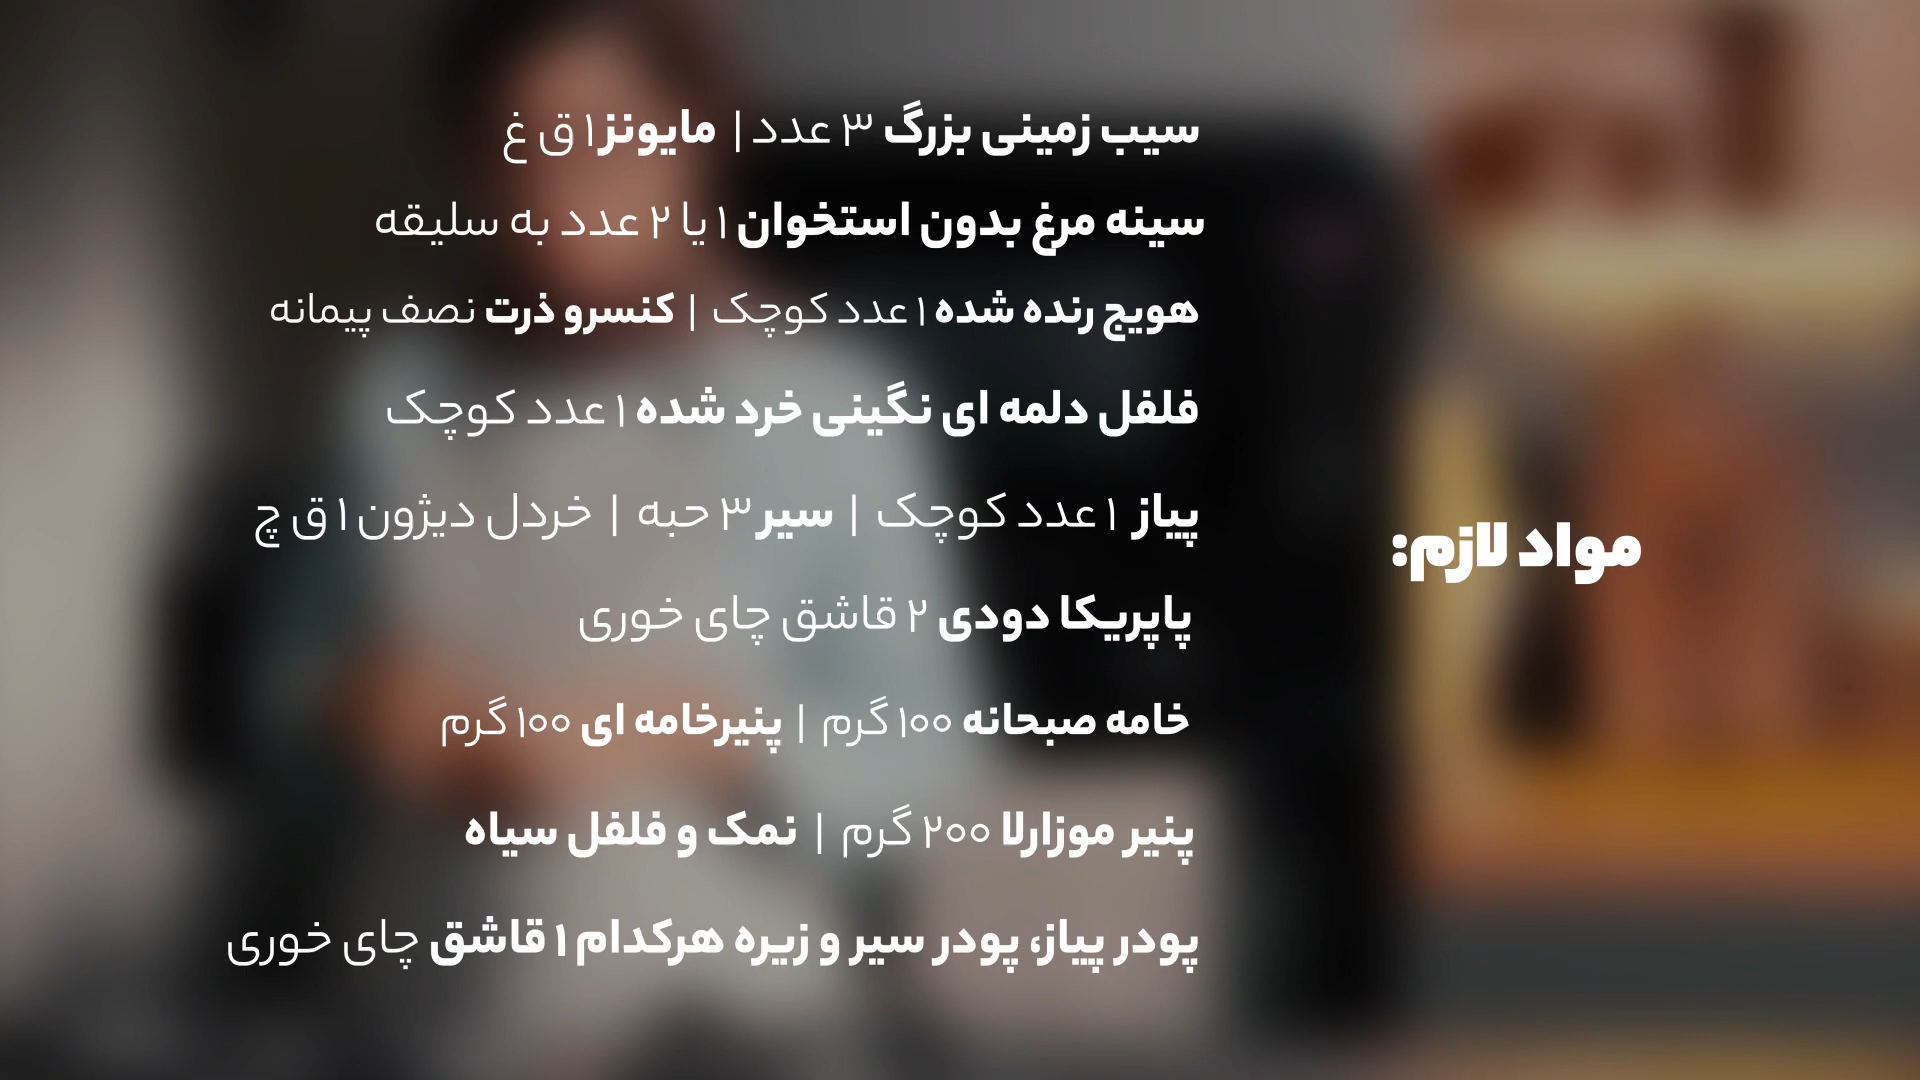 مواد لازم:
سیب زمینی بزرگ ۳ عدد | مایونز ۱ ق غ
سینه مرغ بدون استخوان ۱ یا ۲ عدد به سلیقه
هویج رنده شده ۱ عدد کوچک | کنسرو ذرت نصف پیمانه
فلفل دلمه ای نگینی خرد شده ۱ عدد کوچک
پیاز ۱ عدد کوچک | سیر ۳ حبه | خردل دیژون ۱ ق چ
پاپریکا دودی ۲ قاشق چای خوری
خامه صبحانه ۱۰۰ گرم | پنیرخامه ای ۱۰۰ گرم
پنیر موزارلا ۲۰۰ گرم | نمک و فلفل سیاه
پودر پیاز، پودر سیر و زیره هرکدام ۱ قاشق چای خوری